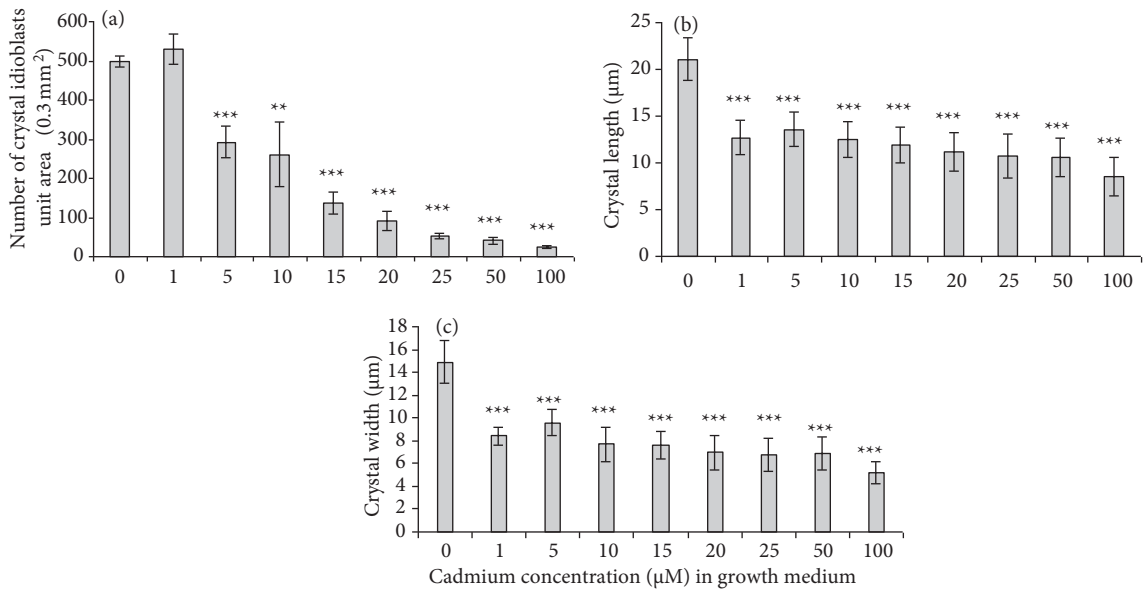 (a)
Number of crystal idioblasts
unit area (0.3 mm²)
600
500
400
300
200
100
0
*** ** *** *** *** *** ***
0 1 5 10 15 20 25 50 100
(b)
Crystal length (μm)
25
20
15
10
5
0
*** *** *** *** *** *** *** ***
0 1 5 10 15 20 25 50 100
(c)
Crystal width (μm)
18
16
14
12
10
8
6
4
2
0
*** *** *** *** *** *** *** ***
0 1 5 10 15 20 25 50 100
Cadmium concentration (μM) in growth medium